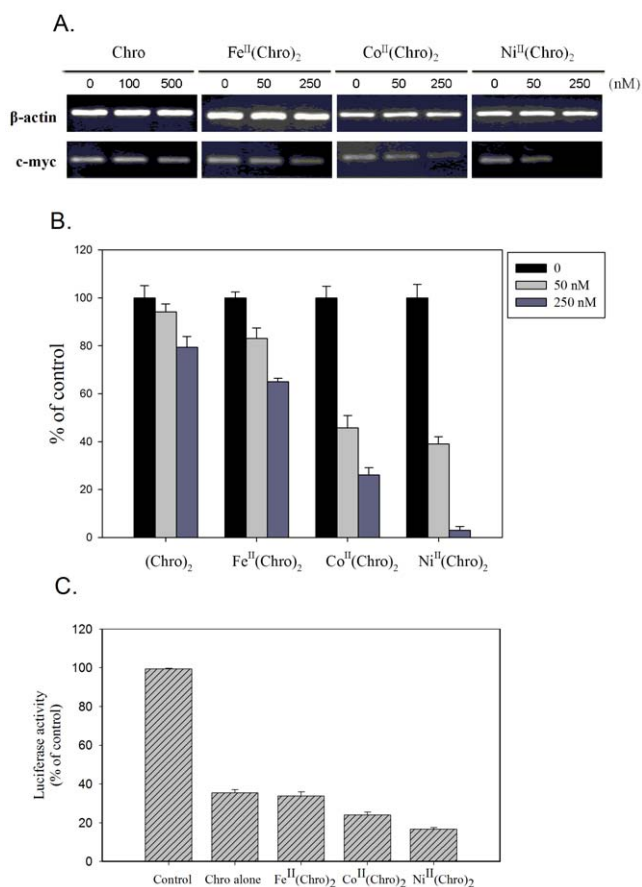 A.
Chro Fe^II(Chro)₂ Co^II(Chro)₂ Ni^II(Chro)₂
0 100 500 0 50 250 0 50 250 0 50 250 (nM)
β-actin
c-myc
B.
120
100
80
60
40
20
0
% of control
0
50 nM
250 nM
(Chro)₂ Fe^II(Chro)₂ Co^II(Chro)₂ Ni^II(Chro)₂
C.
120
100
80
60
40
20
0
Luciferase activity
(% of control)
Control Chro alone Fe^II(Chro)₂ Co^II(Chro)₂ Ni^II(Chro)₂